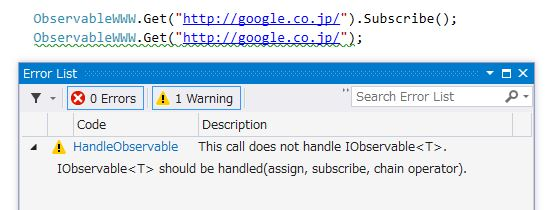 ObservableWWW.Get("http://google.co.jp/").Subscribe();
ObservableWWW.Get("http://google.co.jp/");
Error List
0 Errors
1 Warning
Search Error List
Code Description
HandleObservable This call does not handle IObservable<T>.
IObservable<T> should be handled(assign, subscribe, chain operator).